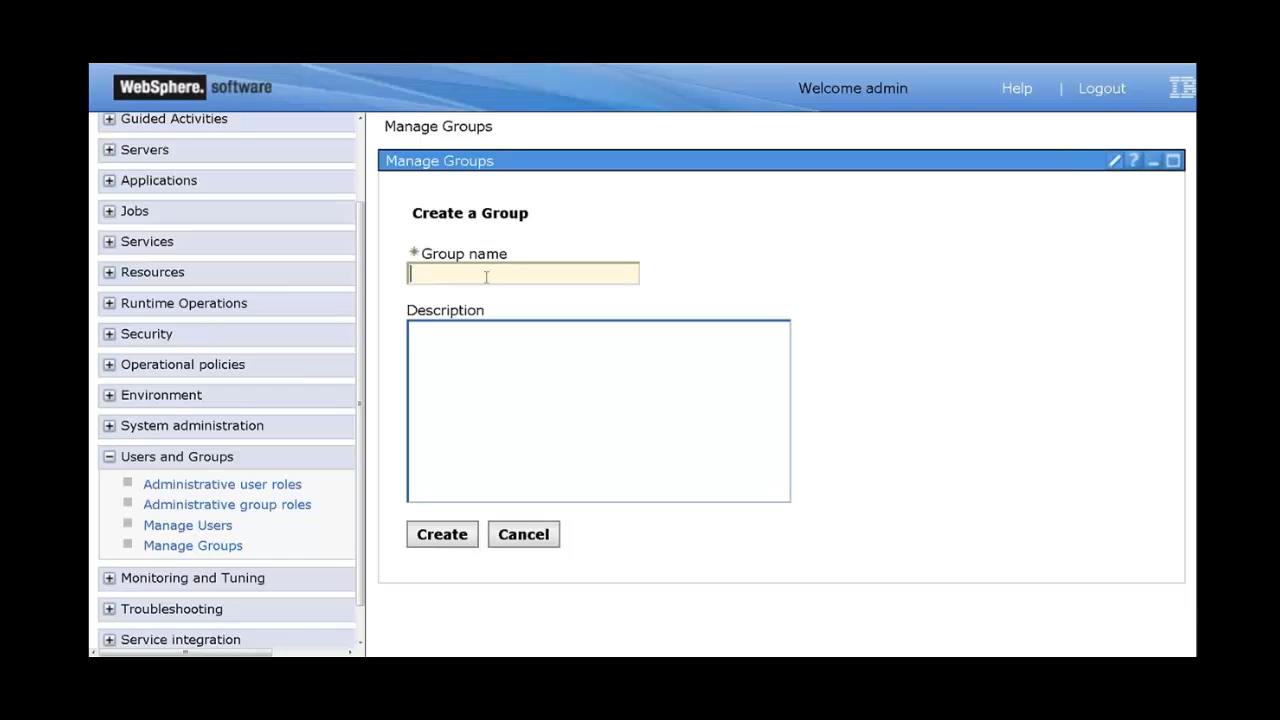 WebSphere. software
Welcome admin
Help
|
Logout
IBM
Guided Activities
Servers
Applications
Jobs
Services
Resources
Runtime Operations
Security
Operational policies
Environment
System administration
Users and Groups
Administrative user roles
Administrative group roles
Manage Users
Manage Groups
Monitoring and Tuning
Troubleshooting
Service integration
Manage Groups
Manage Groups
?
Create a Group
* Group name
Description
Create
Cancel